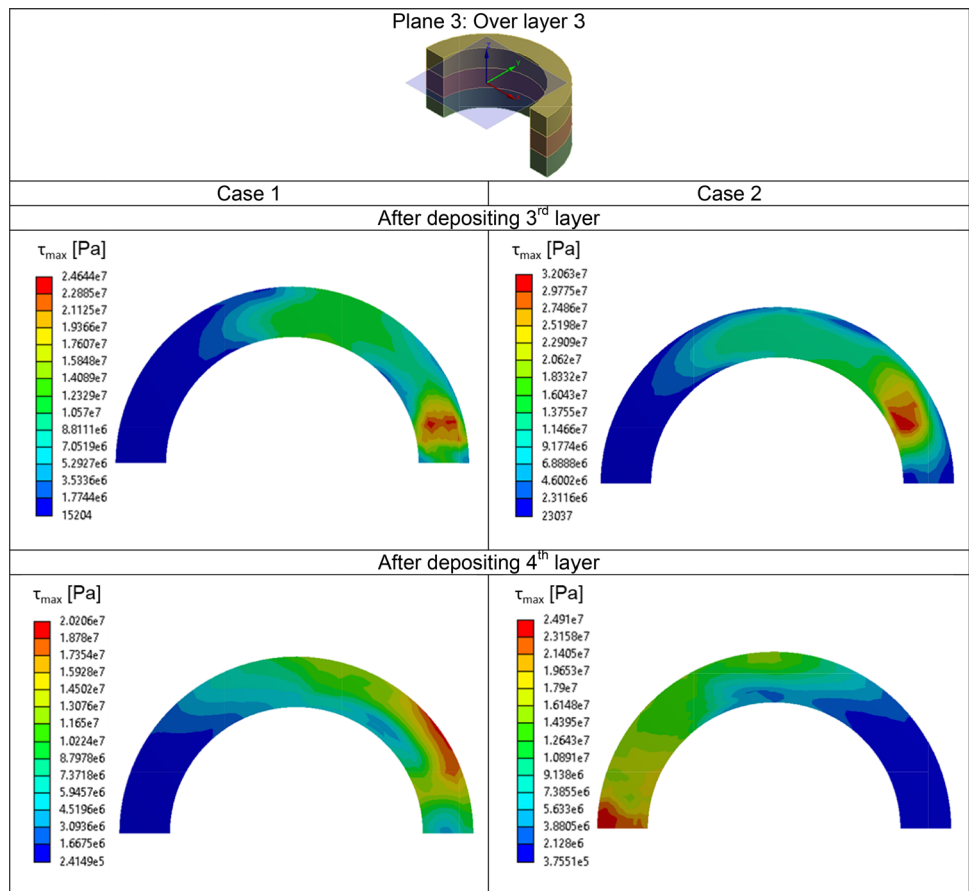 Plane 3: Over layer 3
Z
Y
Case 1
Case 2
After depositing 3rd layer
τmax [Pa]
2.4644e7
2.2885e7
2.1125e7
1.9366e7
1.7607e7
1.5848e7
1.4089e7
1.2329e7
1.057e7
8.8111e6
7.0519e6
5.2927e6
3.5336e6
1.7744e6
15204
τmax [Pa]
3.2063e7
2.9775e7
2.7486e7
2.5198e7
2.2909e7
2.062e7
1.8332e7
1.6043e7
1.3755e7
1.1466e7
9.1774e6
6.8888e6
4.6002e6
2.3116e6
23037
After depositing 4th layer
τmax [Pa]
2.0206e7
1.878e7
1.7354e7
1.5928e7
1.4502e7
1.3076e7
1.165e7
1.0224e7
8.7978e6
7.3718e6
5.9457e6
4.5196e6
3.0936e6
1.6675e6
2.4149e5
τmax [Pa]
2.491e7
2.3158e7
2.1405e7
1.9653e7
1.79e7
1.6148e7
1.4395e7
1.2643e7
1.0891e7
9.138e6
7.3855e6
5.633e6
3.8805e6
2.128e6
3.7551e5